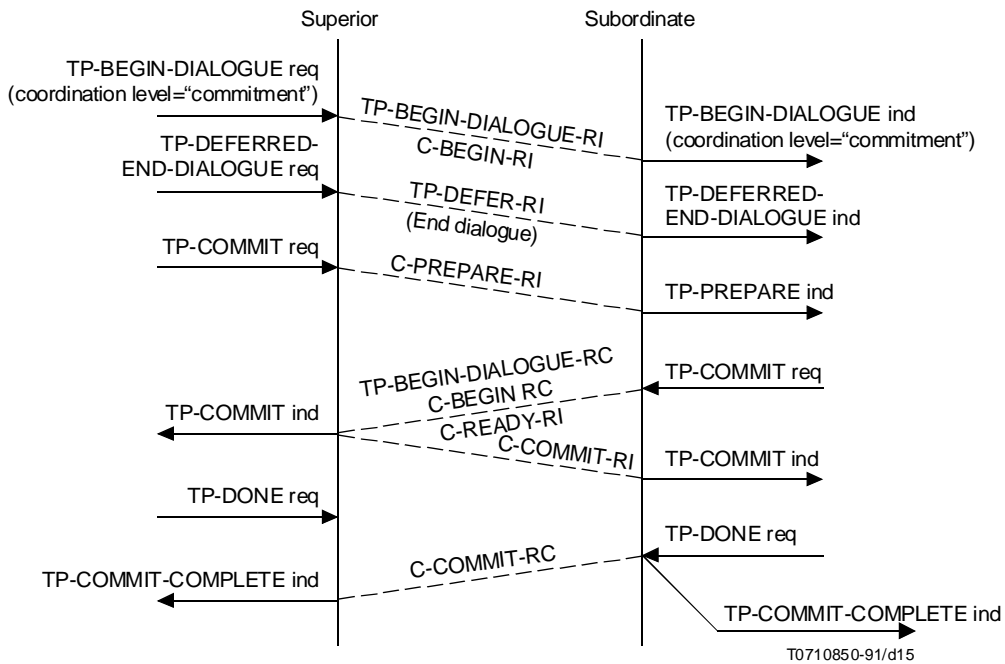 Superior
Subordinate
TP-BEGIN-DIALOGUE req
(coordination level=“commitment”)
TP-BEGIN-DIALOGUE-RI
C-BEGIN-RI
TP-BEGIN-DIALOGUE ind
(coordination level=“commitment”)
TP-DEFERRED-
END-DIALOGUE req
TP-DEFER-RI
(End dialogue)
TP-DEFERRED-
END-DIALOGUE ind
TP-COMMIT req
C-PREPARE-RI
TP-PREPARE ind
TP-BEGIN-DIALOGUE-RC
C-BEGIN RC
TP-COMMIT req
TP-COMMIT ind
C-READY-RI
C-COMMIT-RI
TP-COMMIT ind
TP-DONE req
TP-DONE req
C-COMMIT-RC
TP-COMMIT-COMPLETE ind
TP-COMMIT-COMPLETE ind
T0710850-91/d15